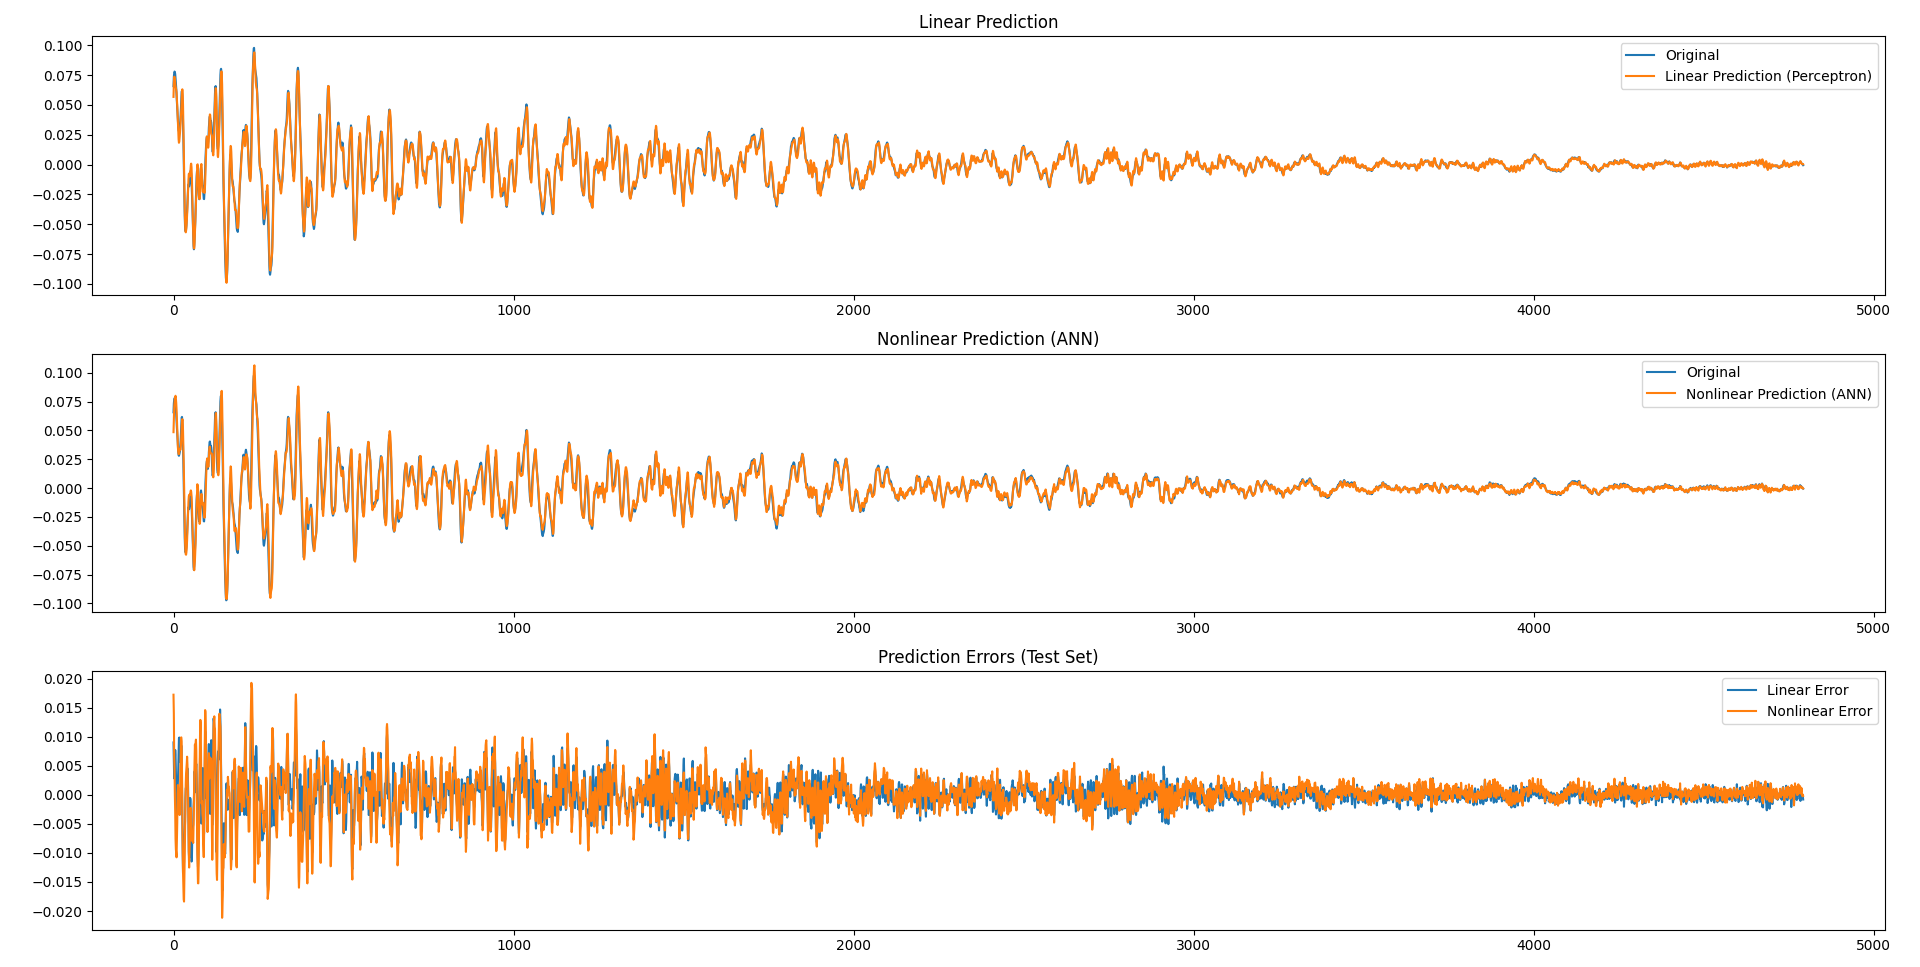 Linear Prediction
0.100
0.075
0.050
0.025
0.000
−0.025
−0.050
−0.075
−0.100
Original
Linear Prediction (Perceptron)
0 1000 2000 3000 4000 5000
Nonlinear Prediction (ANN)
0.100
0.075
0.050
0.025
0.000
−0.025
−0.050
−0.075
−0.100
Original
Nonlinear Prediction (ANN)
0 1000 2000 3000 4000 5000
Prediction Errors (Test Set)
0.020
0.015
0.010
0.005
0.000
−0.005
−0.010
−0.015
−0.020
Linear Error
Nonlinear Error
0 1000 2000 3000 4000 5000